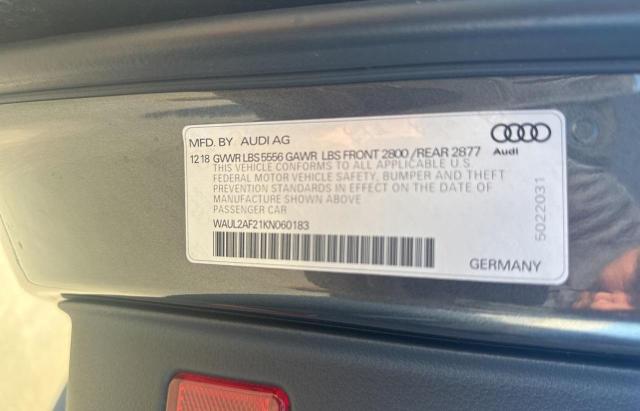 MFD. BY AUDI AG
12 18 GVWR LBS 5556 GAWR LBS FRONT 2800 /REAR 2877
THIS VEHICLE CONFORMS TO ALL APPLICABLE U.S.
FEDERAL MOTOR VEHICLE SAFETY, BUMPER AND THEFT
PREVENTION STANDARDS IN EFFECT ON THE DATE OF
MANUFACTURE SHOWN ABOVE
PASSENGER CAR
WAUL2AF21KN060183
GERMANY
Audi
5022031